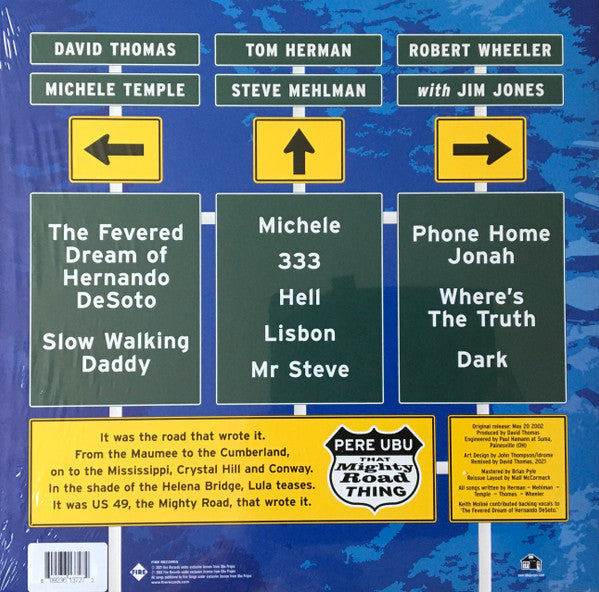 DAVID THOMAS
TOM HERMAN
ROBERT WHEELER
MICHELE TEMPLE
STEVE MEHLMAN
with JIM JONES
The Fevered
Dream of
Hernando
DeSoto
Slow Walking
Daddy
Michele
333
Hell
Lisbon
Mr Steve
Phone Home
Jonah
Where's
The Truth
Dark
It was the road that wrote it.
From the Maumee to the Cumberland,
on to the Mississippi, Crystal Hill and Conway.
In the shade of the Helena Bridge, Lula teases.
It was US 49, the Mighty Road, that wrote it.
PERE UBU
THAT
Mighty
Road
THING
Original release: May 20 2002
Produced by David Thomas
Engineered by Paul Hamann at Suma,
Painesville (OH)
Art Design by John Thompson/idrome
Remixed by David Thomas, 2021
Mastered by Brian Pyle
Reissue Layout by Niall McCormack
All songs written by Herman – Mehlman –
Temple – Thomas – Wheeler
Keith Moliné contributed backing vocals to
"The Fevered Dream of Hernando DeSoto."
FIRE
FIRE RECORDS
www.firerecords.com